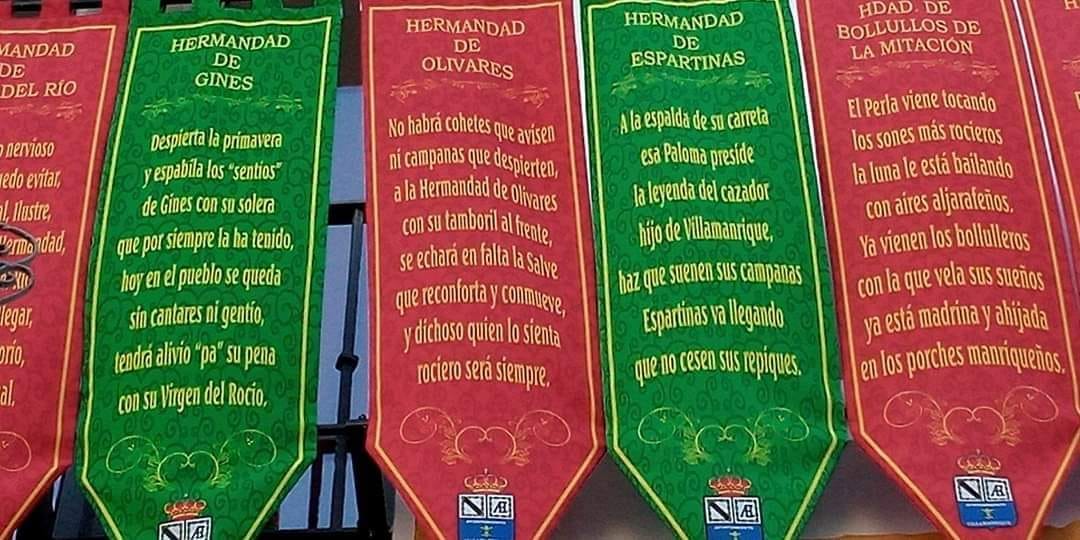 DE
DEL RÍO
nervioso
evitar,
Ilustre,
HERMANDAD
DE
GINES
Despierta la primavera
y espabila los "sentios"
de Gines con su solera
que por siempre la ha tenido,
hoy en el pueblo se queda
sin cantares ni gentío,
tendrá alivio "pa" su pena
con su Virgen del Rocío.
HERMANDAD
DE
OLIVARES
No habrá cohetes que avisen
ni campanas que despierten,
a la Hermandad de Olivares
con su tamboril al frente,
se echará en falta la Salve
que reconforta y conmueve,
y dichoso quien lo sienta
rociero será siempre.
HERMANDAD
DE
ESPARTINAS
A la espalda de su carreta
esa Paloma preside
la leyenda del cazador
hijo de Villamanrique,
haz que suenen sus campanas
Espartinas va llegando
que no cesen sus repiques.
HDAD. DE
BOLLULLOS DE
LA MITACIÓN
El Perla viene tocando
los sones más rocieros
la luna le está bailando
con aires aljarafeños.
Ya vienen los bollulleros
con la que vela sus sueños
ya está madrina y ahijada
en los porches manriqueños.